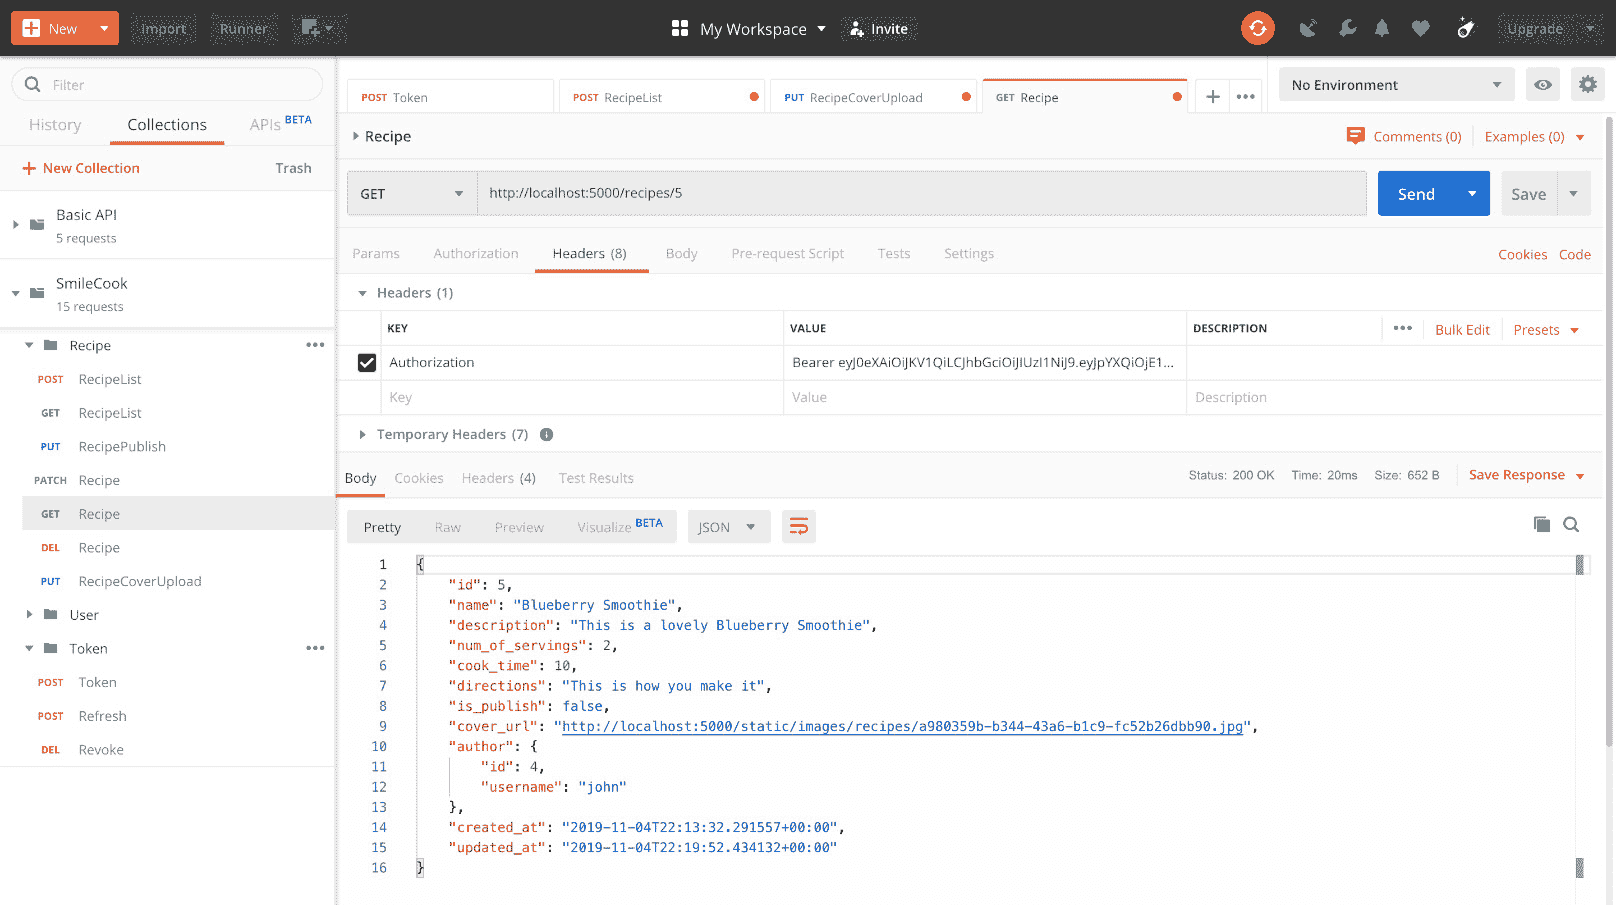 New
Import
Runner
My Workspace
Invite
Upgrade
Filter
History
Collections
APIs BETA
New Collection
Trash
Basic API
5 requests
SmileCook
15 requests
Recipe
POST RecipeList
GET RecipeList
PUT RecipePublish
PATCH Recipe
GET Recipe
DEL Recipe
PUT RecipeCoverUpload
User
Token
POST Token
POST Refresh
DEL Revoke
POST Token
POST RecipeList
PUT RecipeCoverUpload
GET Recipe
No Environment
Recipe
Comments (0)
Examples (0)
GET
http://localhost:5000/recipes/5
Send
Save
Params
Authorization
Headers (8)
Body
Pre-request Script
Tests
Settings
Cookies
Code
Headers (1)
KEY
VALUE
DESCRIPTION
Bulk Edit
Presets
Authorization
Bearer eyJ0eXAiOiJKV1QiLCJhbGciOiJIUzI1NiJ9.eyJpYXQiOjE1...
Key
Value
Description
Temporary Headers (7)
Body
Cookies
Headers (4)
Test Results
Status: 200 OK
Time: 20ms
Size: 652 B
Save Response
Pretty
Raw
Preview
Visualize BETA
JSON
1 {
2 "id": 5,
3 "name": "Blueberry Smoothie",
4 "description": "This is a lovely Blueberry Smoothie",
5 "num_of_servings": 2,
6 "cook_time": 10,
7 "directions": "This is how you make it",
8 "is_publish": false,
9 "cover_url": "http://localhost:5000/static/images/recipes/a980359b-b344-43a6-b1c9-fc52b26dbb90.jpg",
10 "author": {
11 "id": 4,
12 "username": "john"
13 },
14 "created_at": "2019-11-04T22:13:32.291557+00:00",
15 "updated_at": "2019-11-04T22:19:52.434132+00:00"
16 }